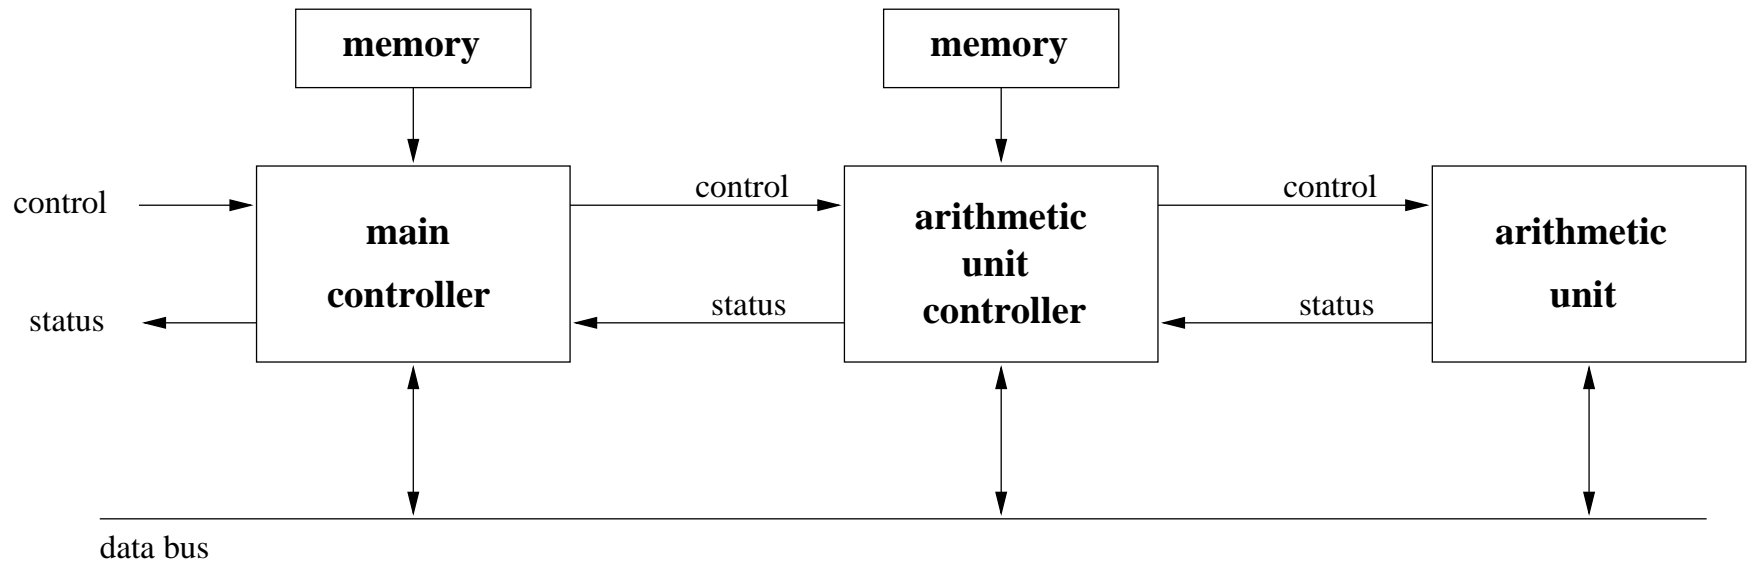 memory
memory
control
main
controller
status
control
status
arithmetic
unit
controller
control
status
arithmetic
unit
data bus